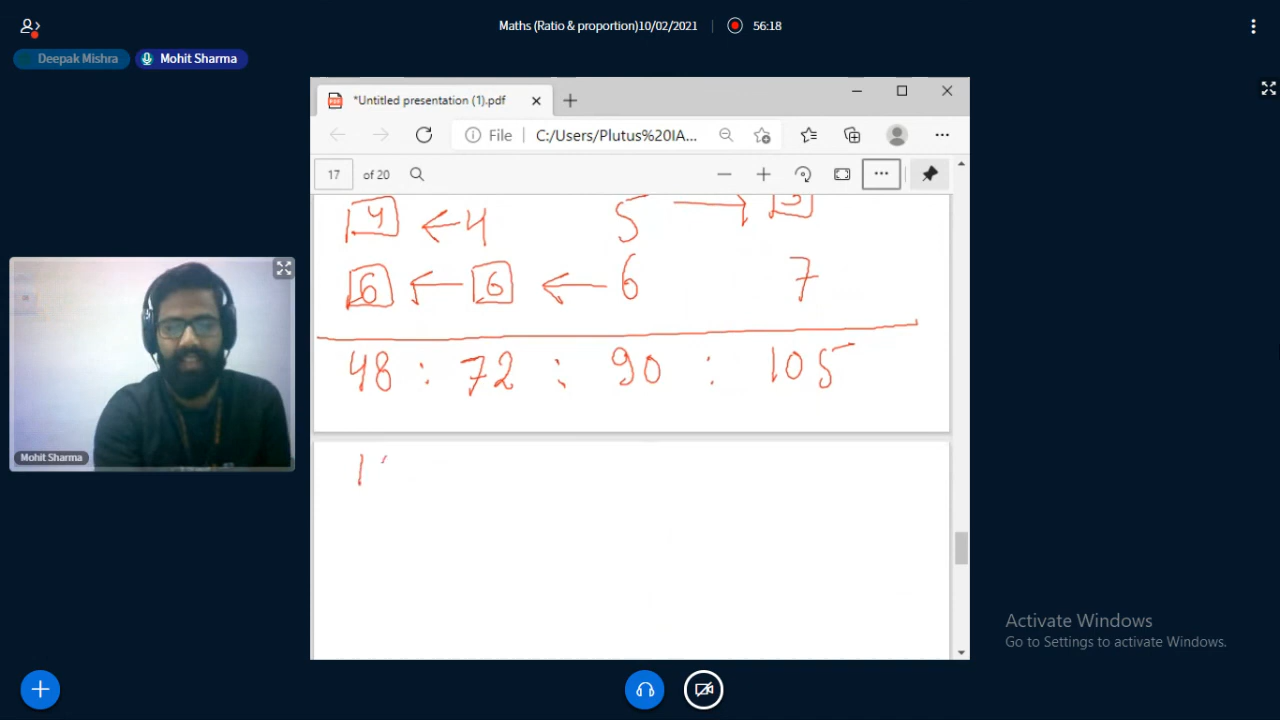 Maths (Ratio & proportion)10/02/2021 56:18
Deepak Mishra Mohit Sharma
*Untitled presentation (1).pdf
File C:/Users/Plutus%20IA...
17 of 20
4 ← 4 5 →
6 ← 6 ← 6 7
48 : 72 : 90 : 105
Mohit Sharma
Activate Windows
Go to Settings to activate Windows.